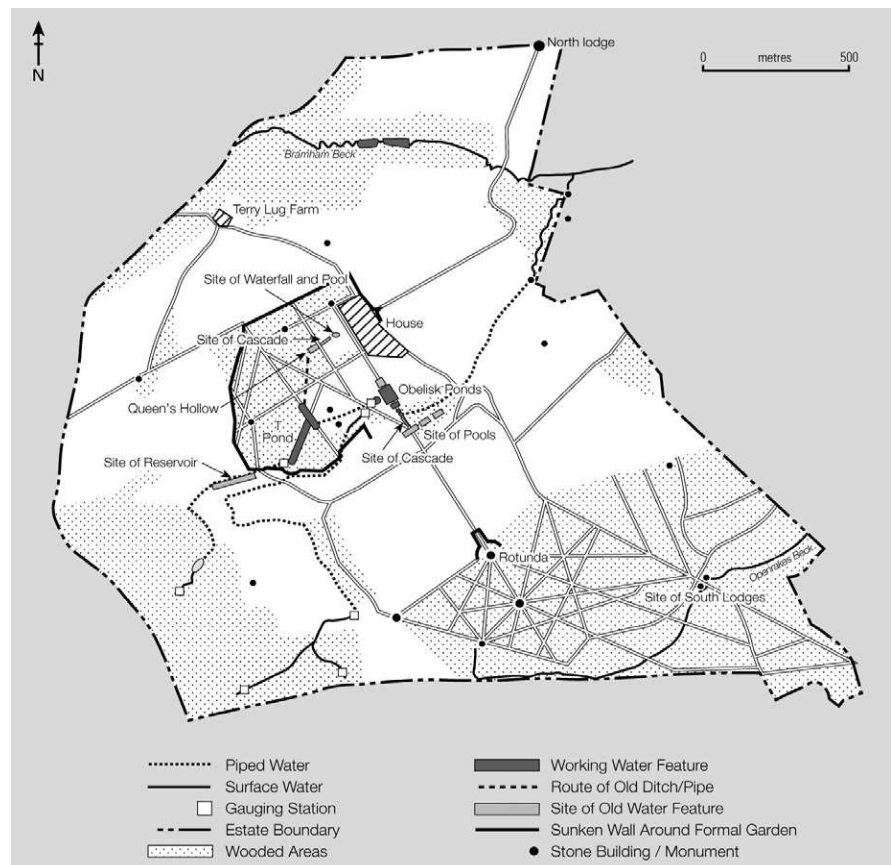 North lodge
0 metres 500
N
Bramham Beck
Terry Lug Farm
Site of Waterfall and Pool
House
Site of Cascade
Queen's Hollow
Obelisk Ponds
T
Pond
Site of Pools
Site of Cascade
Site of Reservoir
Rotunda
Openrakes Beck
Site of South Lodges
Piped Water
Surface Water
Gauging Station
Estate Boundary
Wooded Areas
Working Water Feature
Route of Old Ditch/Pipe
Site of Old Water Feature
Sunken Wall Around Formal Garden
Stone Building / Monument